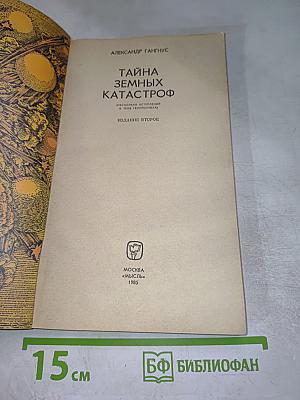 АЛЕКСАНДР ГАНГНУС
ТАЙНА
ЗЕМНЫХ
КАТАСТРОФ
ИЗДАНИЕ ВТОРОЕ
МОСКВА
«МЫСЛЬ»
1985
15 см
БФ БИБЛИОФАН